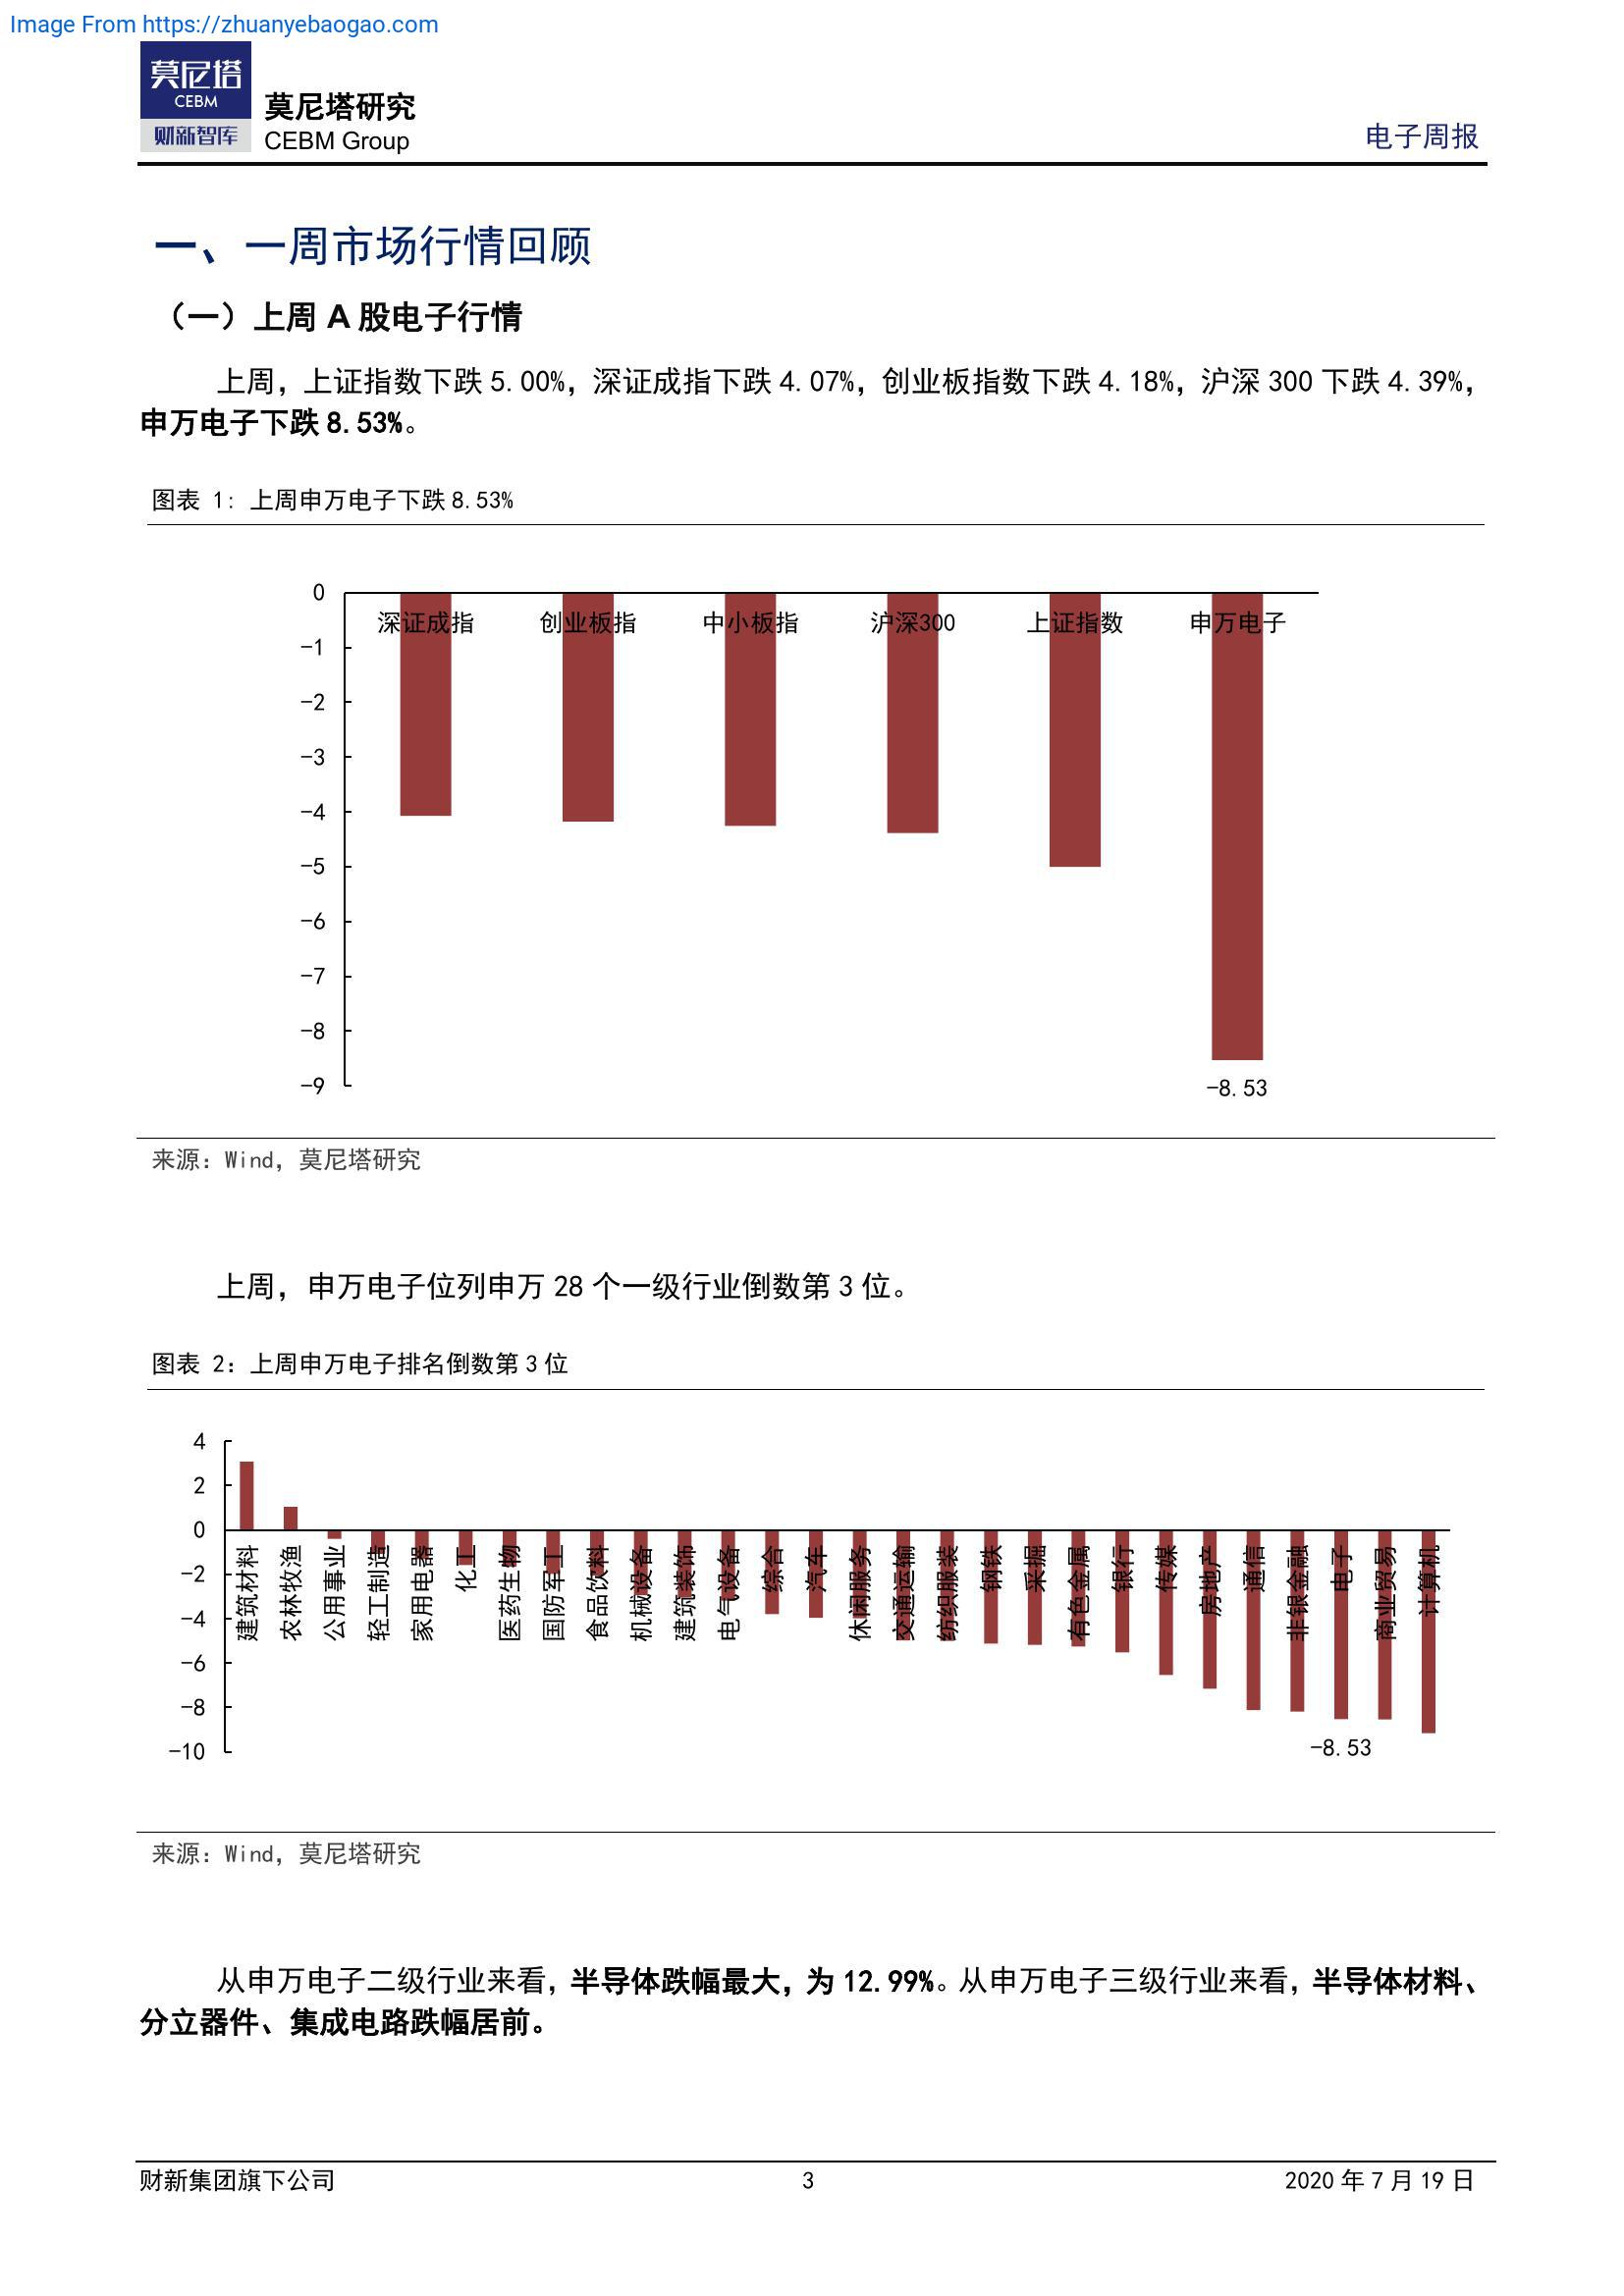 Image From https://zhuanyebaogao.com
莫尼塔
CEBM
财新智库
莫尼塔研究
CEBM Group
电子周报
一、一周市场行情回顾
（一）上周 A 股电子行情
上周，上证指数下跌 5.00%，深证成指下跌 4.07%，创业板指数下跌 4.18%，沪深 300 下跌 4.39%，
申万电子下跌 8.53%。
图表 1: 上周申万电子下跌 8.53%
0
深证成指 创业板指 中小板指 沪深300 上证指数 申万电子
-1
-2
-3
-4
-5
-6
-7
-8
-9
-8.53
来源：Wind，莫尼塔研究
上周，申万电子位列申万 28 个一级行业倒数第 3 位。
图表 2：上周申万电子排名倒数第 3 位
4
2
0
-2
-4
-6
-8
-10
建筑材料
农林牧渔
公用事业
轻工制造
家用电器
化工
医药生物
国防军工
食品饮料
机械设备
建筑装饰
电气设备
综合
汽车
休闲服务
交通运输
纺织服装
钢铁
采掘
有色金属
银行
传媒
房地产
通信
非银金融
电子
商业贸易
计算机
-8.53
来源：Wind，莫尼塔研究
从申万电子二级行业来看，半导体跌幅最大，为 12.99%。从申万电子三级行业来看，半导体材料、
分立器件、集成电路跌幅居前。
财新集团旗下公司
3
2020 年 7 月 19 日